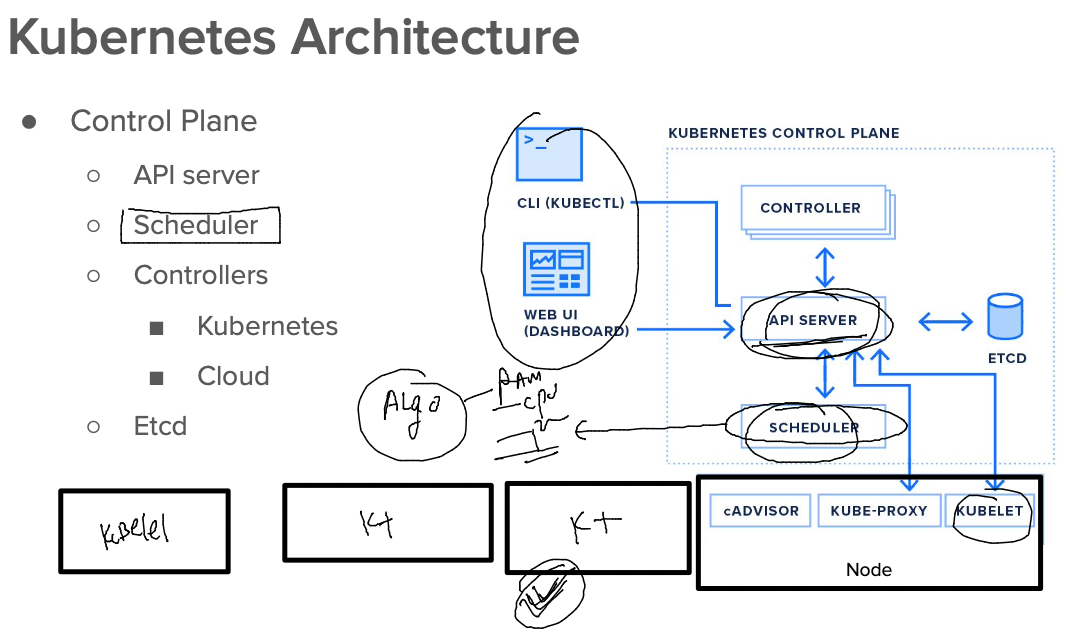 Kubernetes Architecture
● Control Plane
○ API server
○ Scheduler
○ Controllers
■ Kubernetes
■ Cloud
○ Etcd
KUBERNETES CONTROL PLANE
>_
CLI (KUBECTL)
WEB UI
(DASHBOARD)
CONTROLLER
API SERVER
ETCD
SCHEDULER
ALgo
RAM
CPU
KuBelel
K+
K+
cADVISOR
KUBE-PROXY
KUBELET
Node